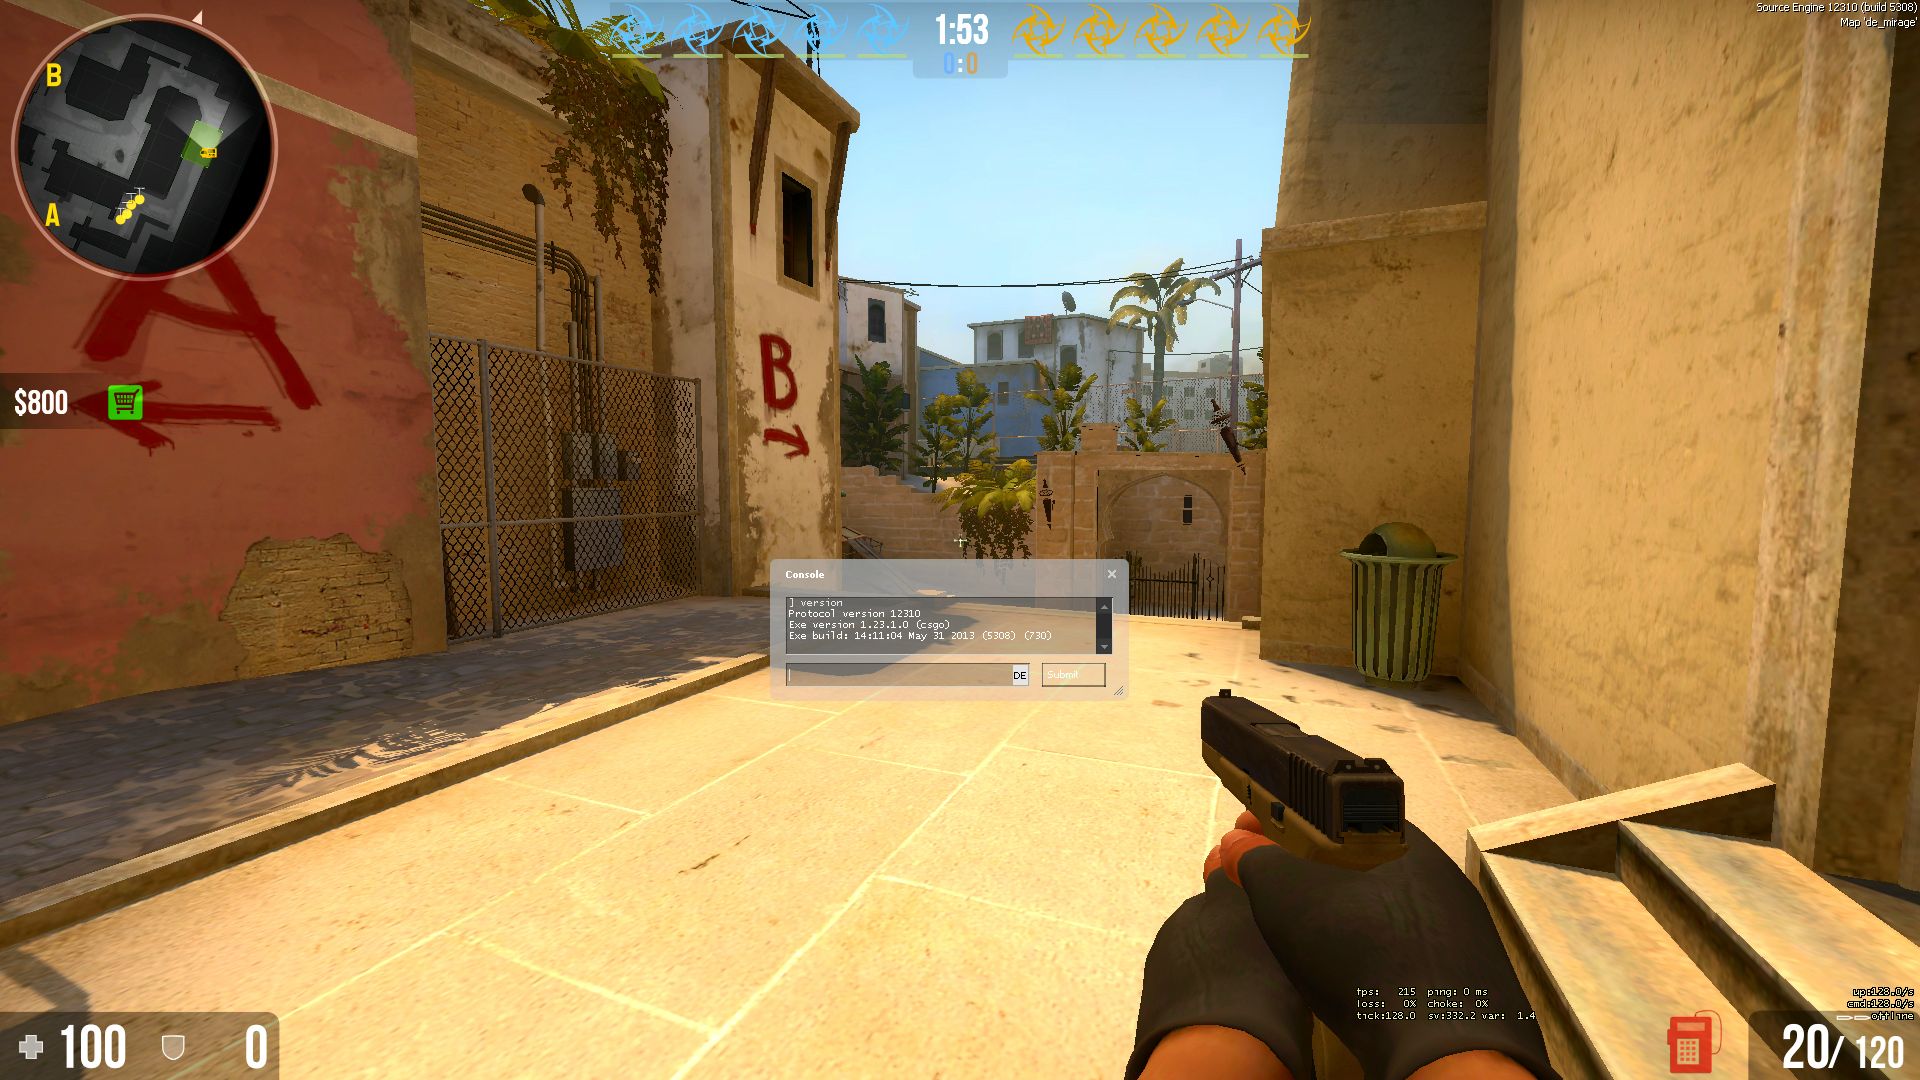 Source Engine 12310 (build 5308)
Map 'de_mirage'
1:53
0:0
B
A
A
B
$800
Console
] version
Protocol version 12310
Exe version 1.23.1.0 (csgo)
Exe build: 14:11:04 May 31 2013 (5308) (730)
DE
Submit
fps: 215 ping: 0 ms
loss: 0% choke: 0%
tick:128.0 sv:332.2 var: 1.4
up:128.0/s
cmd:128.0/s
offline
100
0
20/ 120